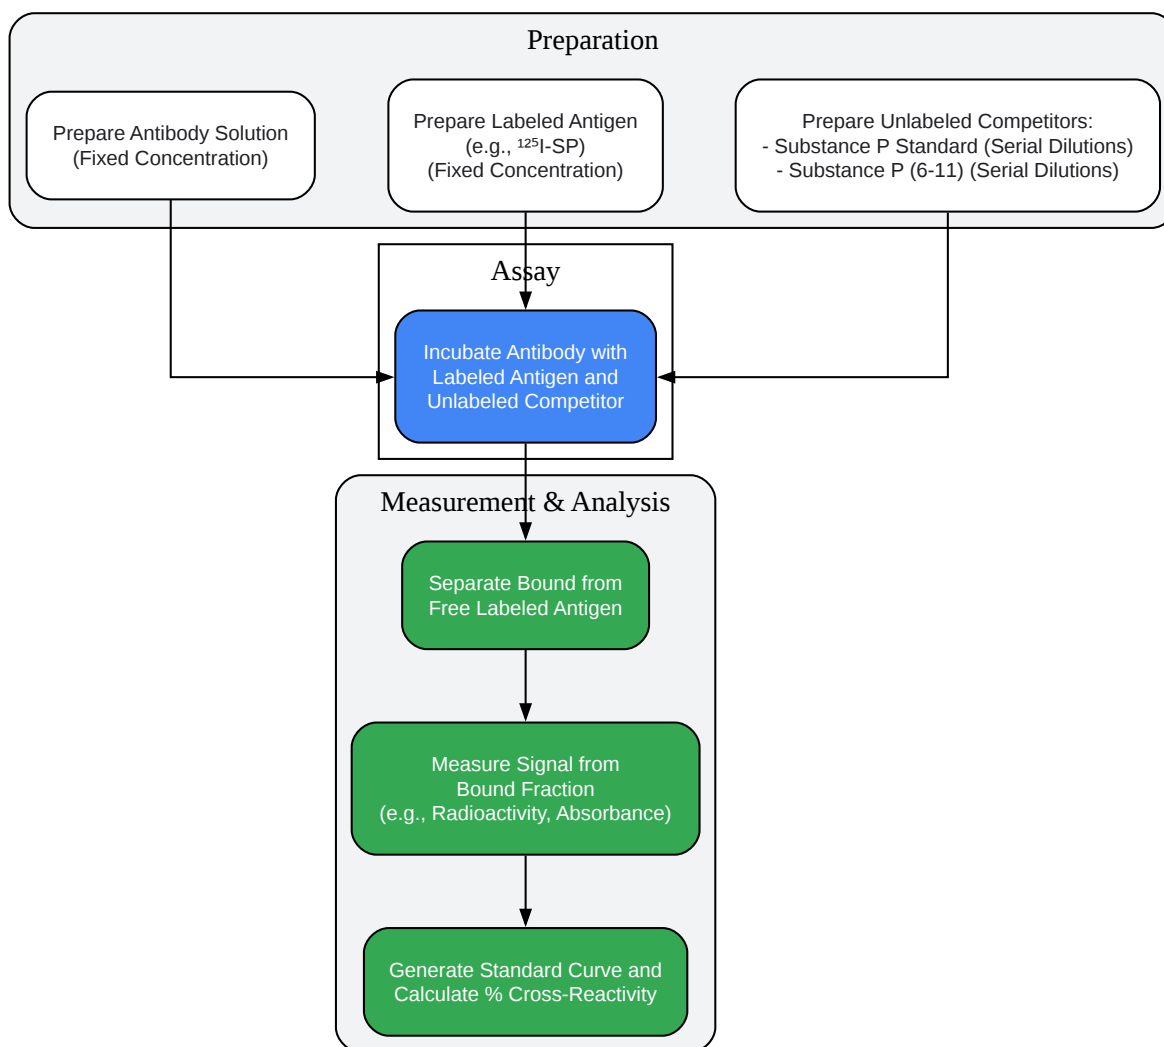 Preparation
Prepare Antibody Solution
(Fixed Concentration)
Prepare Labeled Antigen
(e.g., ¹²⁵I-SP)
(Fixed Concentration)
Prepare Unlabeled Competitors:
- Substance P Standard (Serial Dilutions)
- Substance P (6-11) (Serial Dilutions)
Assay
Incubate Antibody with
Labeled Antigen and
Unlabeled Competitor
Measurement & Analysis
Separate Bound from
Free Labeled Antigen
Measure Signal from
Bound Fraction
(e.g., Radioactivity, Absorbance)
Generate Standard Curve and
Calculate % Cross-Reactivity